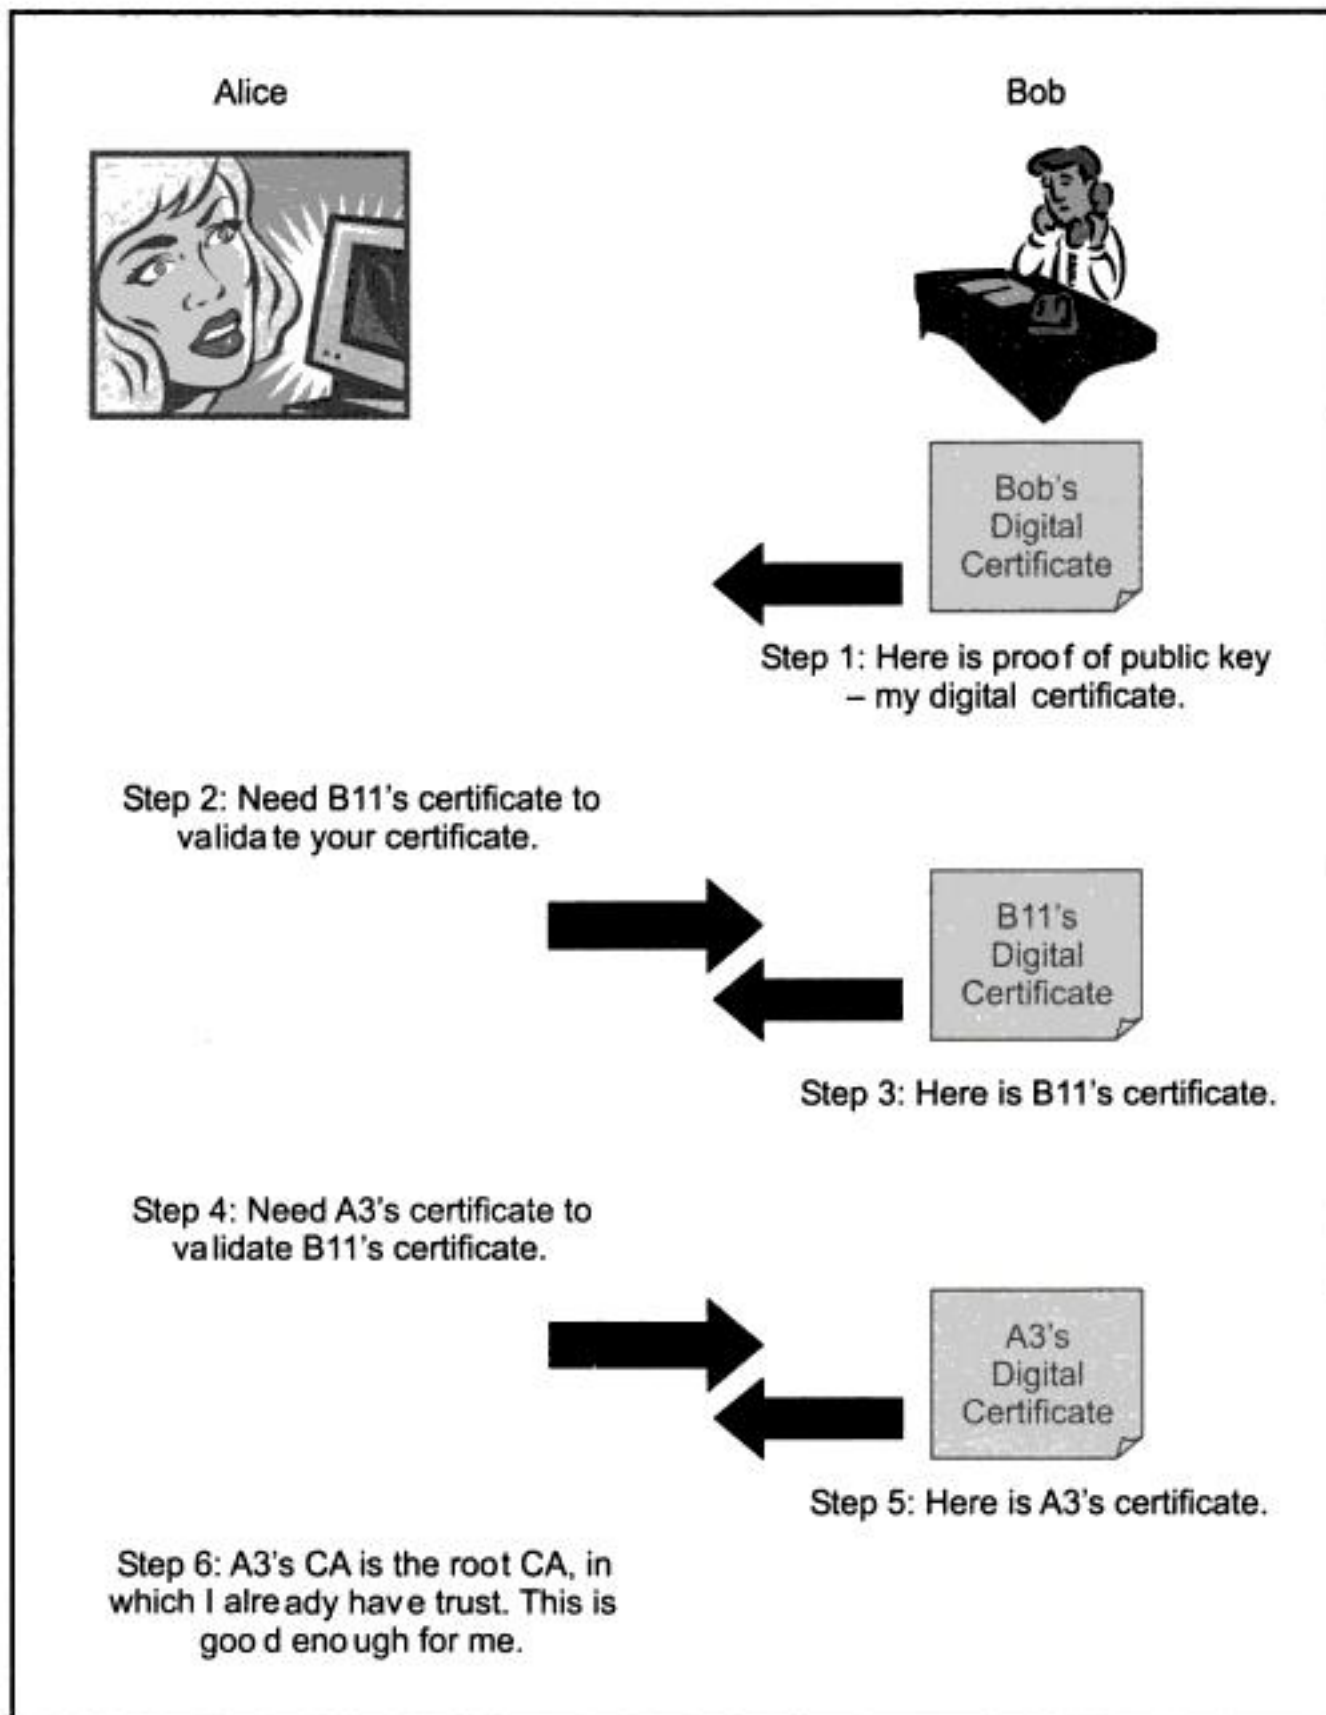 Alice
Bob
Bob's
Digital
Certificate
Step 1: Here is proof of public key
– my digital certificate.
Step 2: Need B11's certificate to
validate your certificate.
B11's
Digital
Certificate
Step 3: Here is B11's certificate.
Step 4: Need A3's certificate to
validate B11's certificate.
A3's
Digital
Certificate
Step 5: Here is A3's certificate.
Step 6: A3's CA is the root CA, in
which I already have trust. This is
good enough for me.